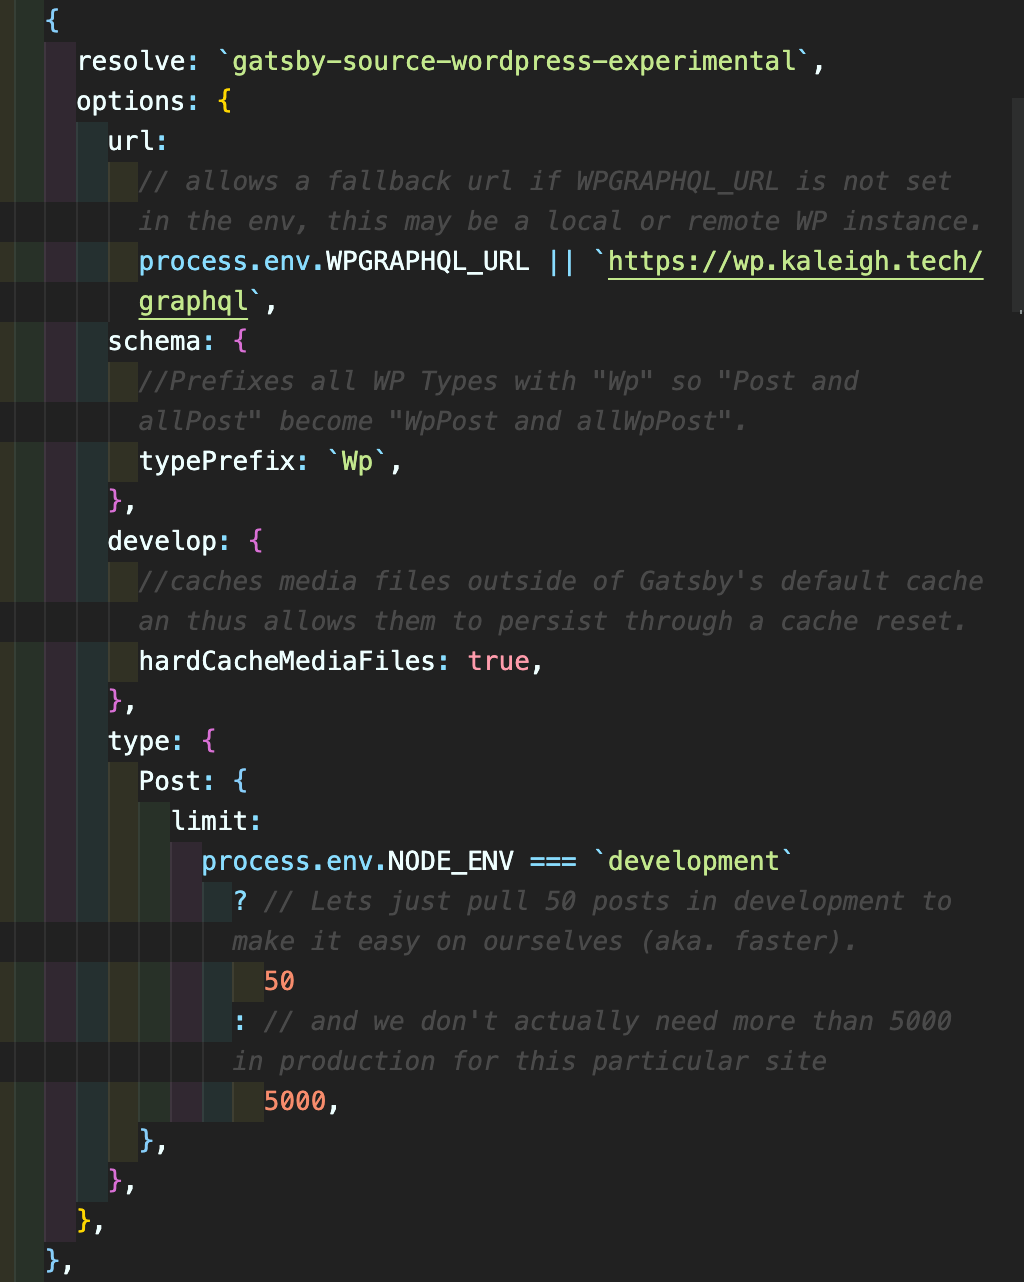 {
resolve: `gatsby-source-wordpress-experimental`,
options: {
url:
// allows a fallback url if WPGRAPHQL_URL is not set
in the env, this may be a local or remote WP instance.
process.env.WPGRAPHQL_URL || `https://wp.kaleigh.tech/
graphql`,
schema: {
//Prefixes all WP Types with "Wp" so "Post and
allPost" become "WpPost and allWpPost".
typePrefix: `Wp`,
},
develop: {
//caches media files outside of Gatsby's default cache
an thus allows them to persist through a cache reset.
hardCacheMediaFiles: true,
},
type: {
Post: {
limit:
process.env.NODE_ENV === `development`
? // Lets just pull 50 posts in development to
make it easy on ourselves (aka. faster).
50
: // and we don't actually need more than 5000
in production for this particular site
5000,
},
},
},
},